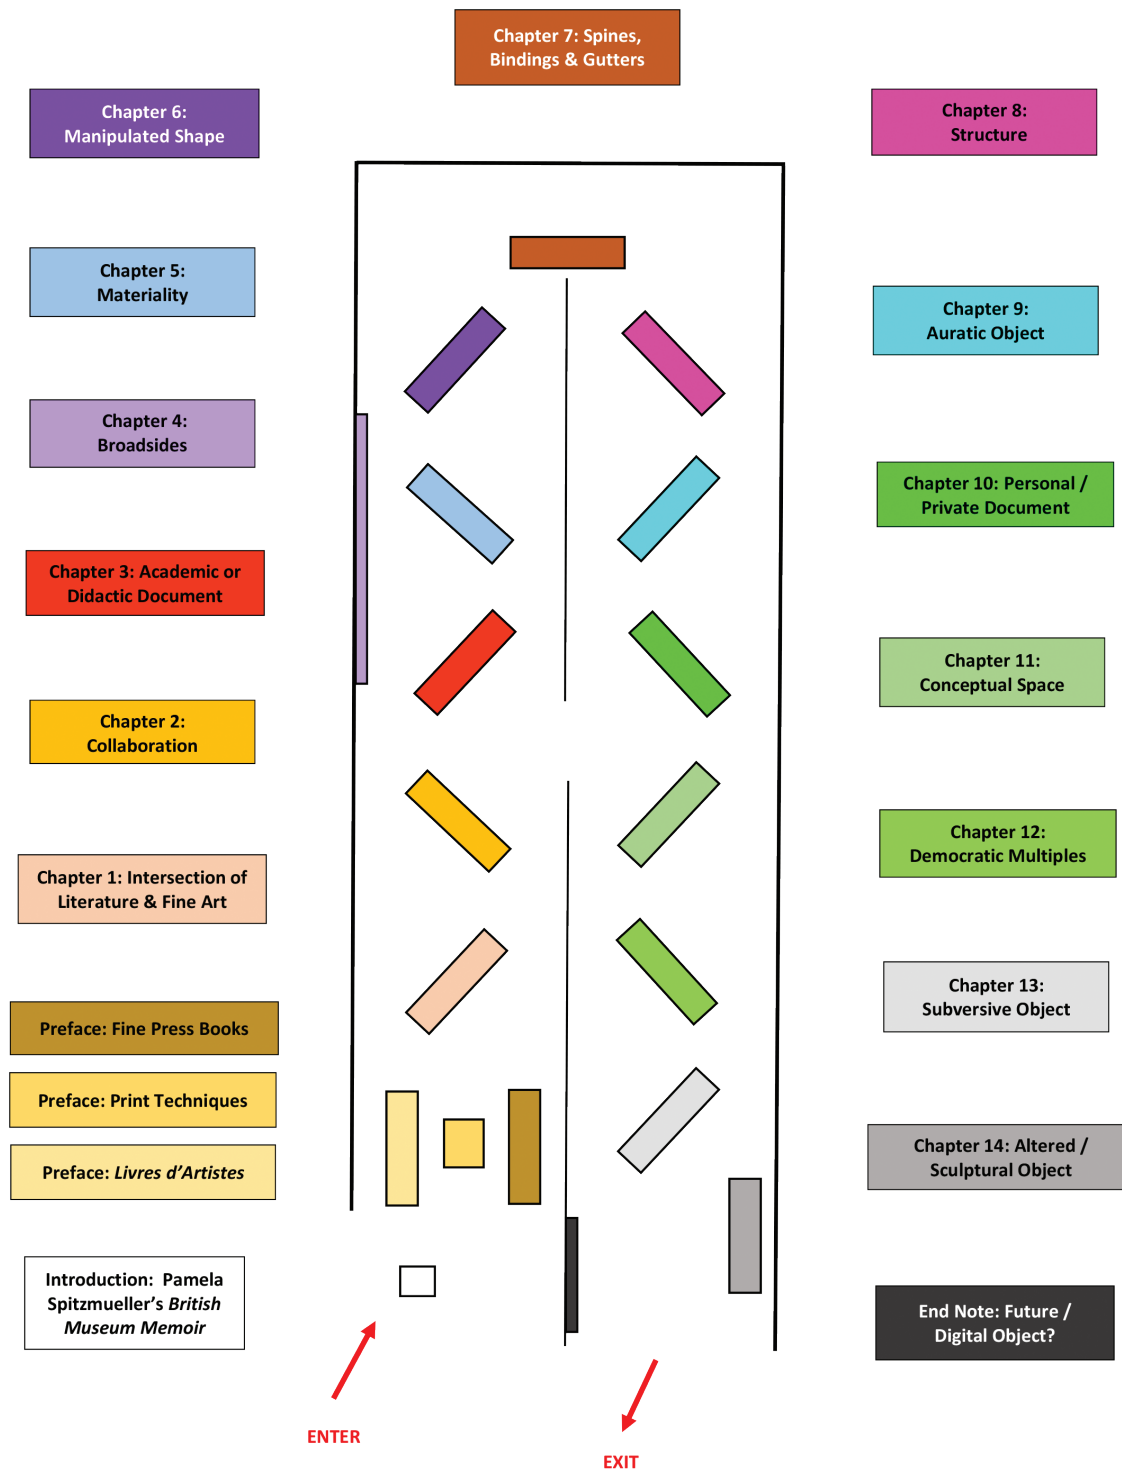 Chapter 7: Spines,
Bindings & Gutters
Chapter 6:
Manipulated Shape
Chapter 8:
Structure
Chapter 5:
Materiality
Chapter 9:
Auratic Object
Chapter 4:
Broadsides
Chapter 10: Personal /
Private Document
Chapter 3: Academic or
Didactic Document
Chapter 11:
Conceptual Space
Chapter 2:
Collaboration
Chapter 12:
Democratic Multiples
Chapter 1: Intersection of
Literature & Fine Art
Chapter 13:
Subversive Object
Preface: Fine Press Books
Preface: Print Techniques
Preface: Livres d’Artistes
Chapter 14: Altered /
Sculptural Object
Introduction: Pamela
Spitzmueller’s British
Museum Memoir
End Note: Future /
Digital Object?
ENTER
EXIT